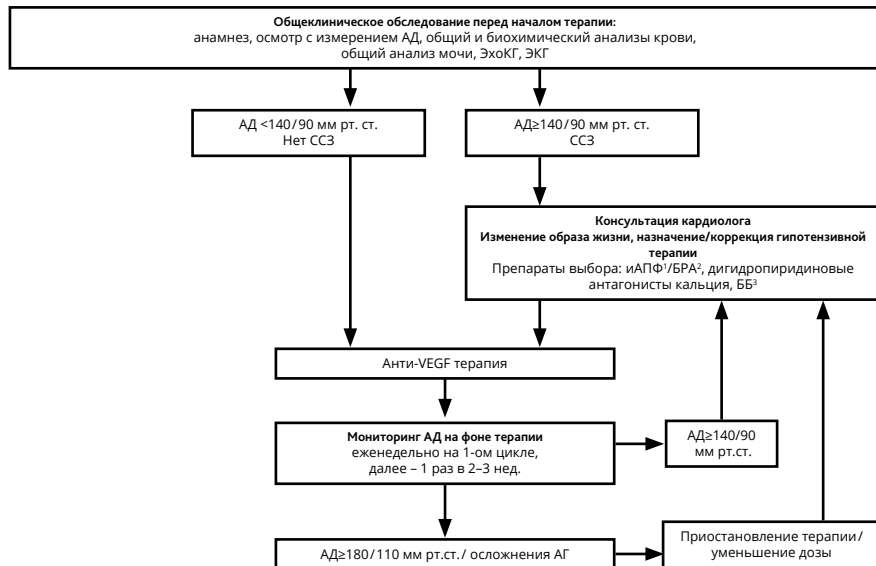 Общеклиническое обследование перед началом терапии:
анамнез, осмотр с измерением АД, общий и биохимический анализы крови,
общий анализ мочи, ЭхоКГ, ЭКГ
АД <140/90 мм рт. ст.
Нет ССЗ
АД≥140/90 мм рт. ст.
ССЗ
Консультация кардиолога
Изменение образа жизни, назначение/коррекция гипотензивной
терапии
Препараты выбора: иАПФ¹/БРА², дигидропиридиновые
антагонисты кальция, ББ³
Анти-VEGF терапия
Мониторинг АД на фоне терапии
еженедельно на 1-ом цикле,
далее – 1 раз в 2–3 нед.
АД≥140/90
мм рт.ст.
АД≥180/110 мм рт.ст./ осложнения АГ
Приостановление терапии/
уменьшение дозы